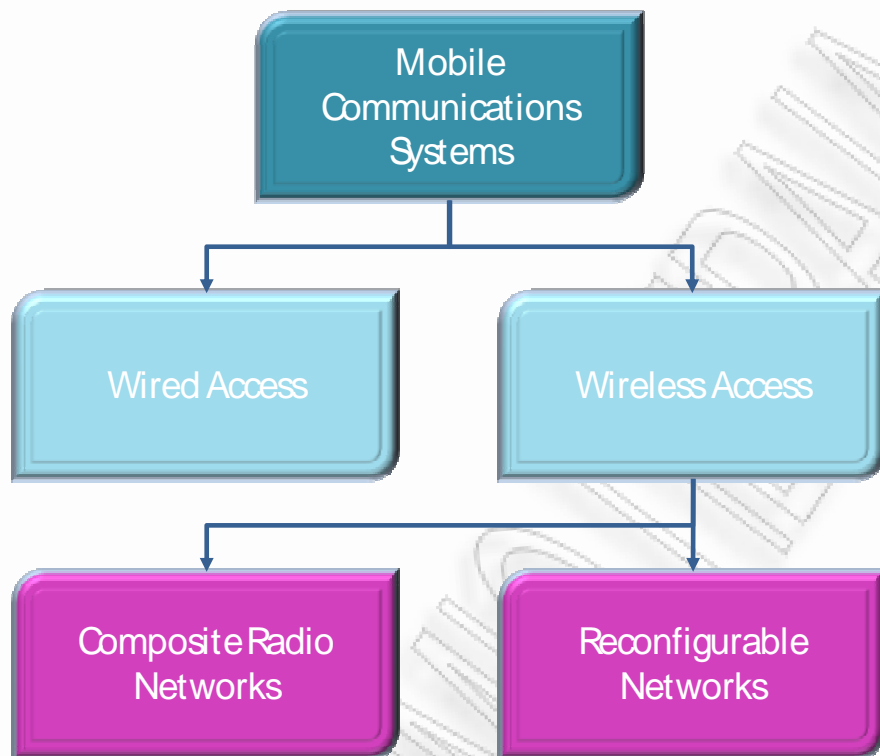 Mobile
Communications
Systems
Wired Access
Wireless Access
Composite Radio
Networks
Reconfigurable
Networks